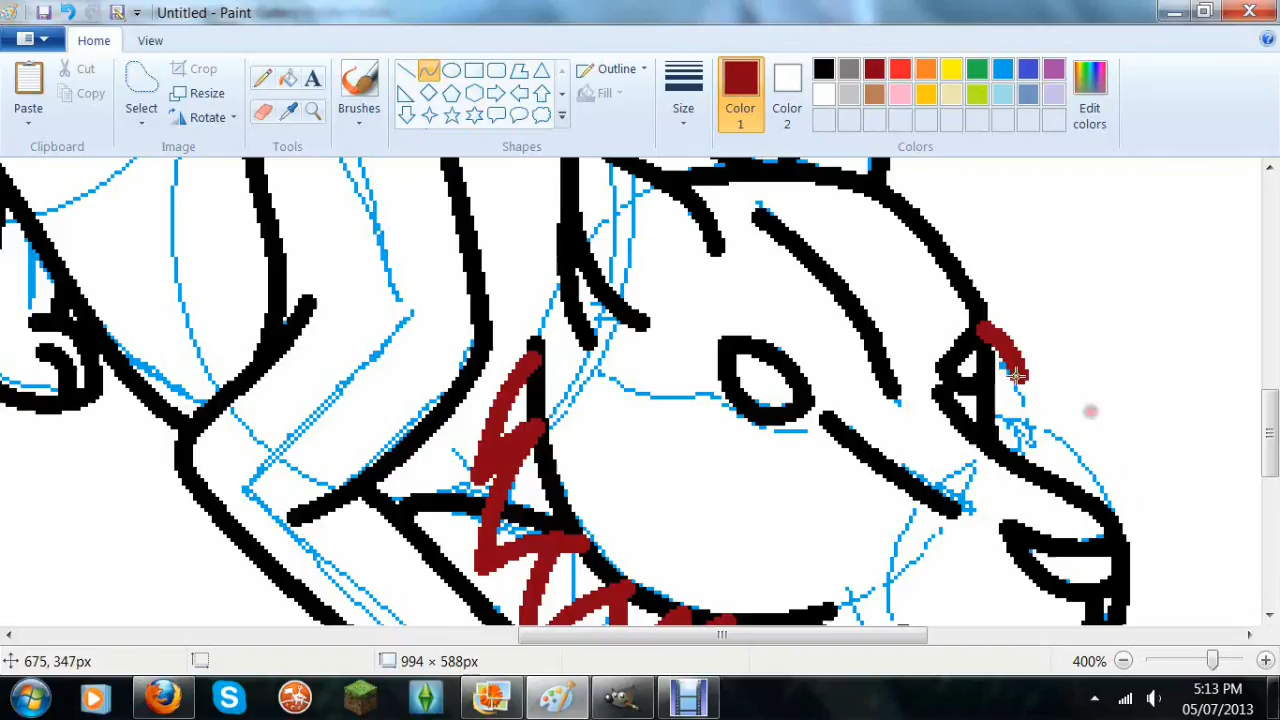 Untitled - Paint
Home View
Paste
Cut
Copy
Clipboard
Select
Crop
Resize
Rotate
Image
A
Tools
Brushes
Outline
Fill
Shapes
Size
Color 1
Color 2
Edit colors
Colors
675, 347px
994 × 588px
400%
5:13 PM
05/07/2013